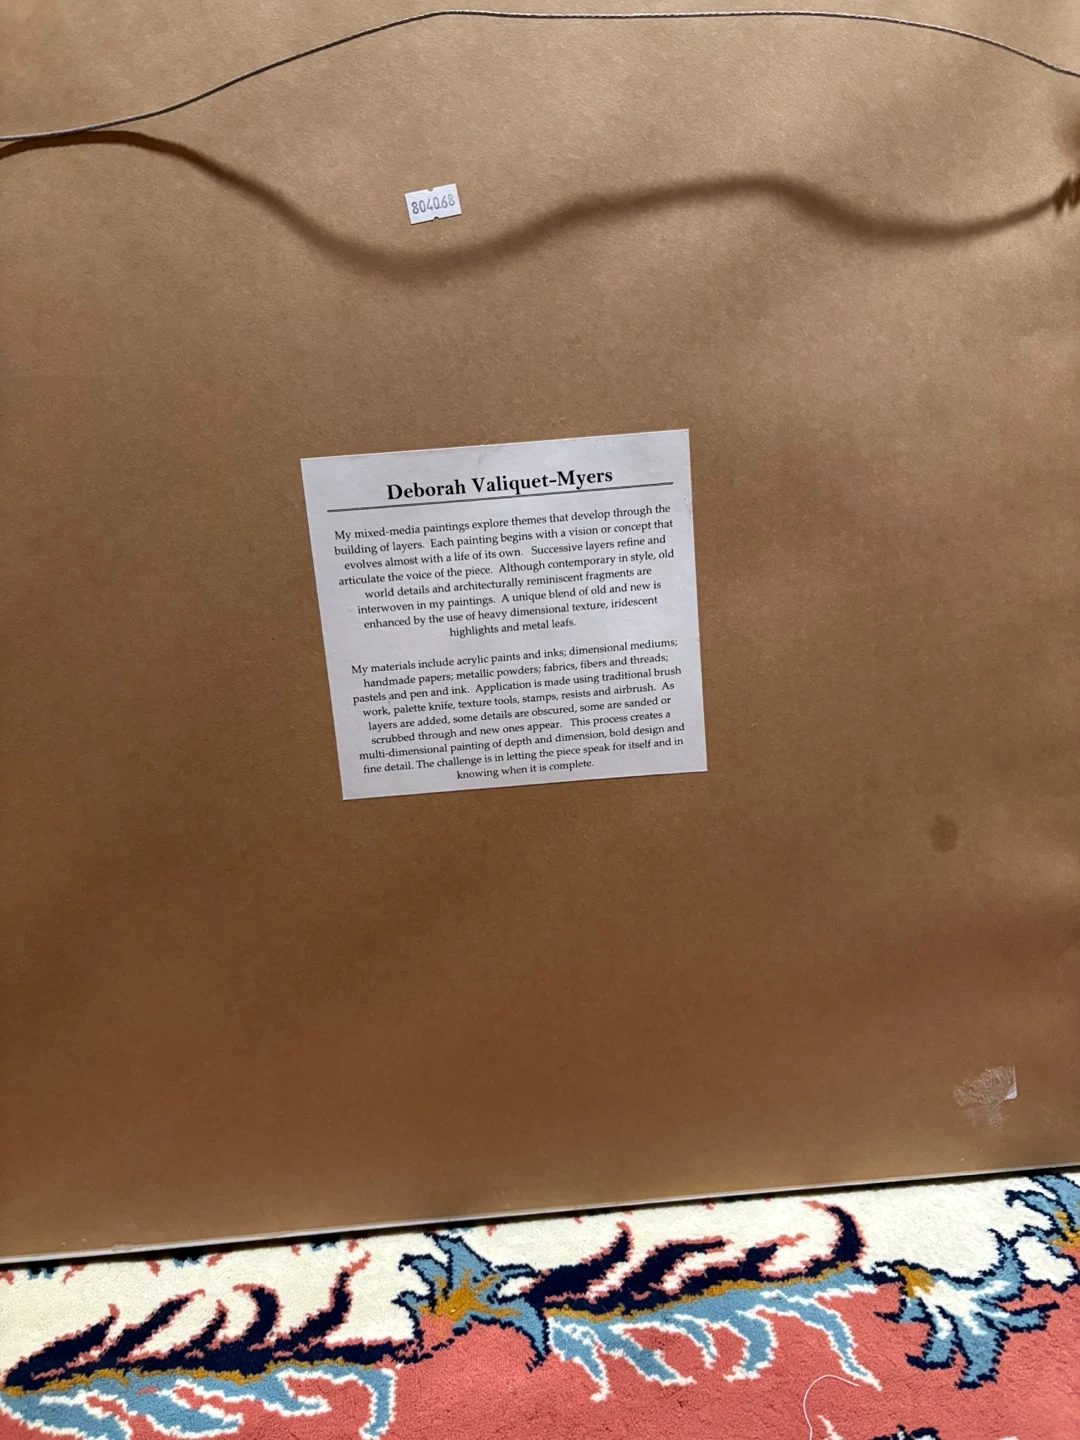 804068
Deborah Valiquet-Myers
My mixed-media paintings explore themes that develop through the
building of layers. Each painting begins with a vision or concept that
evolves almost with a life of its own. Successive layers refine and
articulate the voice of the piece. Although contemporary in style, old
world details and architecturally reminiscent fragments are
interwoven in my paintings. A unique blend of old and new is
enhanced by the use of heavy dimensional texture, iridescent
highlights and metal leafs.
My materials include acrylic paints and inks; dimensional mediums;
handmade papers; metallic powders; fabrics, fibers and threads;
pastels and pen and ink. Application is made using traditional brush
work, palette knife, texture tools, stamps, resists and airbrush. As
layers are added, some details are obscured, some are sanded or
scrubbed through and new ones appear. This process creates a
multi-dimensional painting of depth and dimension, bold design and
fine detail. The challenge is in letting the piece speak for itself and in
knowing when it is complete.